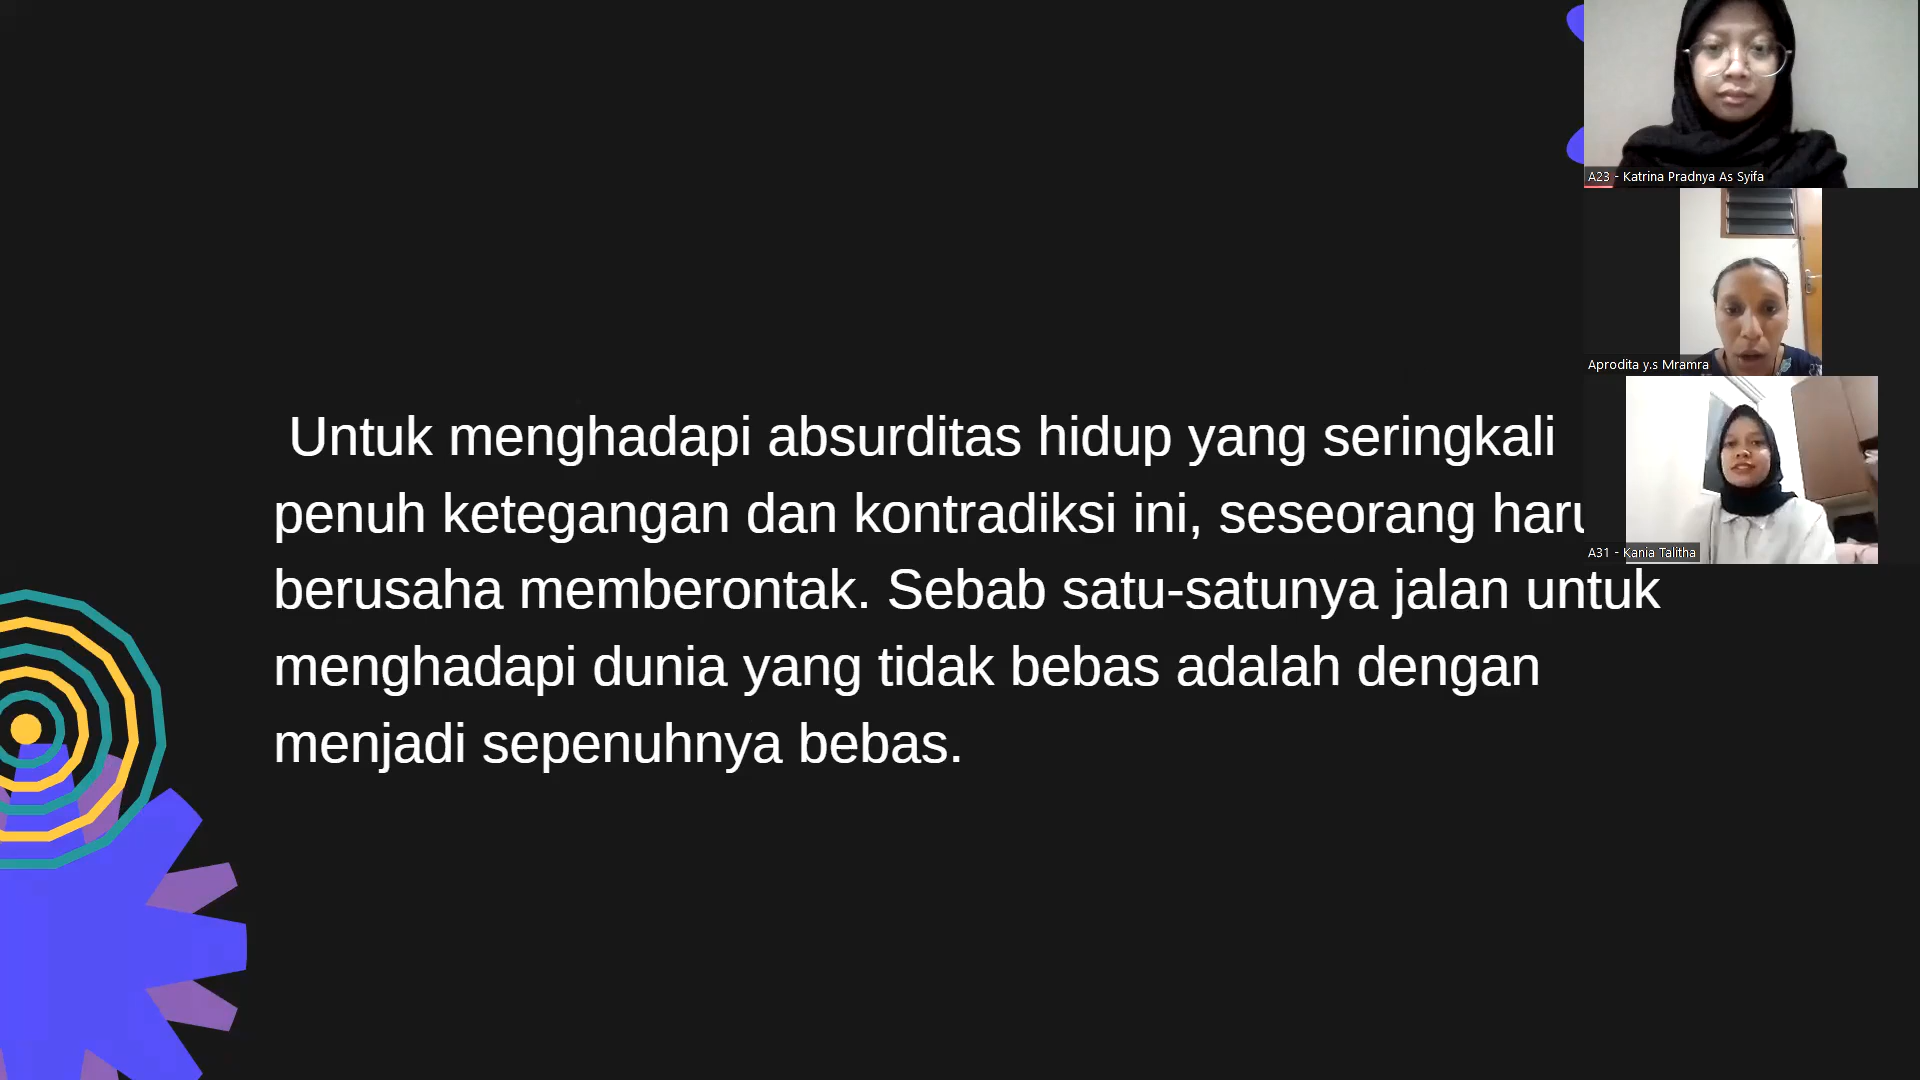 Untuk menghadapi absurditas hidup yang seringkali
penuh ketegangan dan kontradiksi ini, seseorang
berusaha memberontak. Sebab satu-satunya jalan untuk
menghadapi dunia yang tidak bebas adalah dengan
menjadi sepenuhnya bebas.
A23 - Katrina Pradnya As Syifa
Aprodita y.s Mramra
A31 - Kania Talitha